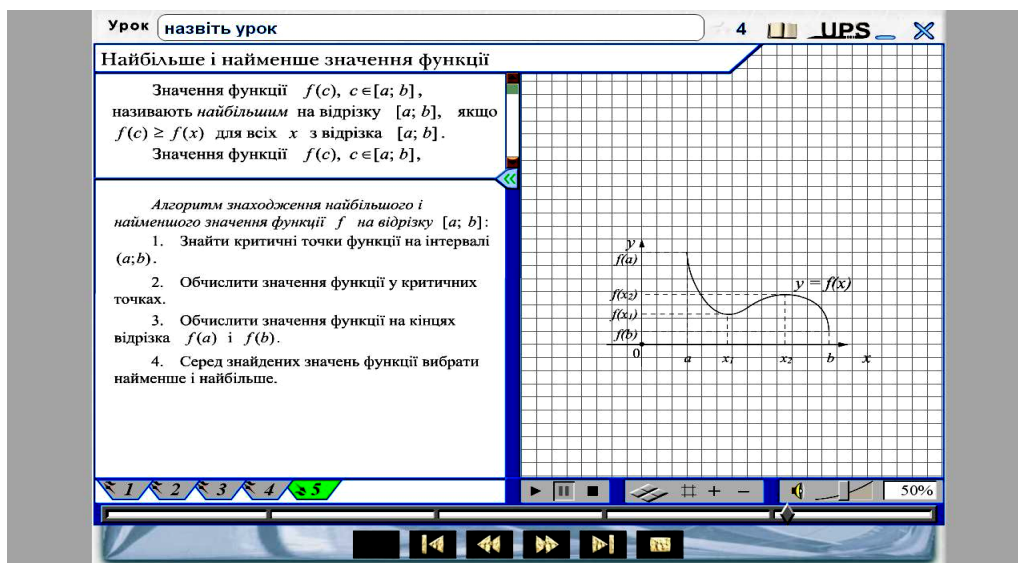 Урок назвіть урок 4 UPS
Найбільше і найменше значення функції
Значення функції f(c), c∈[a; b],
називають найбільшим на відрізку [a; b], якщо
f(c) ≥ f(x) для всіх x з відрізка [a; b].
Значення функції f(c), c∈[a; b],
Алгоритм знаходження найбільшого і
найменшого значення функції f на відрізку [a; b]:
1. Знайти критичні точки функції на інтервалі
(a;b).
2. Обчислити значення функції у критичних
точках.
3. Обчислити значення функції на кінцях
відрізка f(a) і f(b).
4. Серед знайдених значень функції вибрати
найменше і найбільше.
y
f(a)
y = f(x)
f(x₂)
f(x₁)
f(b)
0 a x₁ x₂ b x
1 2 3 4 5
50%